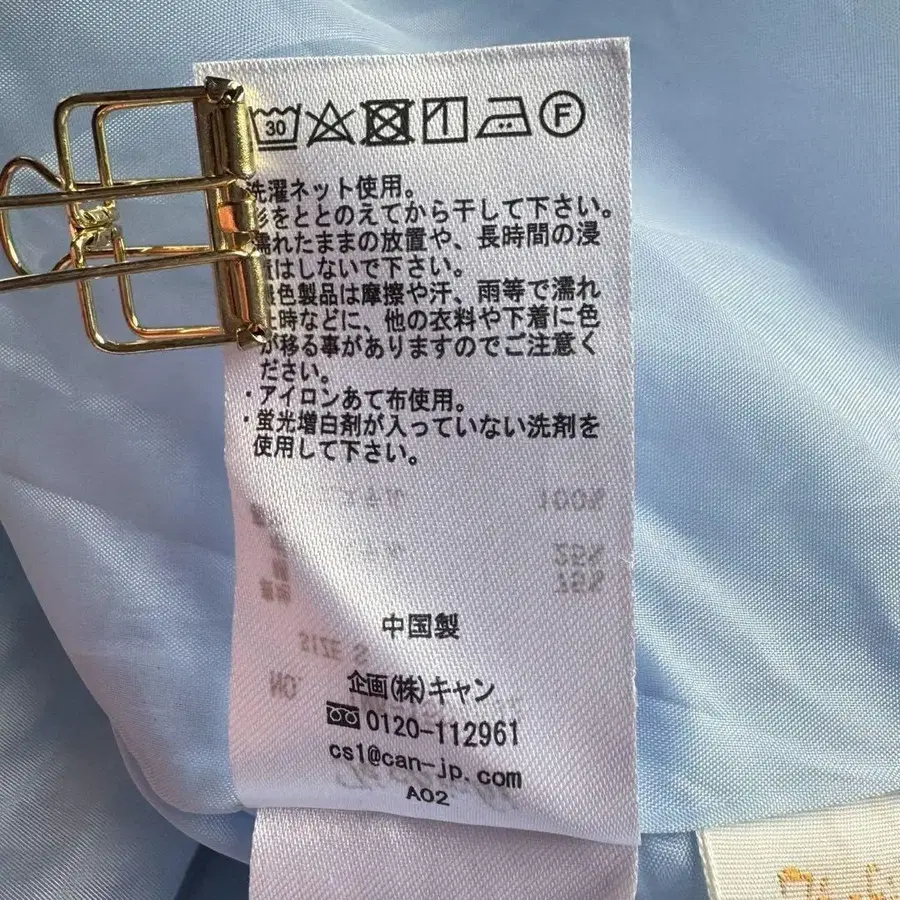 30 F
洗濯ネット使用。
形をととのえてから干して下さい。
濡れたままの放置や、長時間の浸
はしないで下さい。
色製品は摩擦や汗、雨等で濡れ
時などに、他の衣料や下着に色
が移る事がありますのでご注意く
ださい。
・アイロンあて布使用。
・蛍光増白剤が入っていない洗剤を
使用して下さい。
100%
25%
75%
中国製
SIZE S
NO.
企画(株)キャン
0120-112961
cs1@can-jp.com
A02